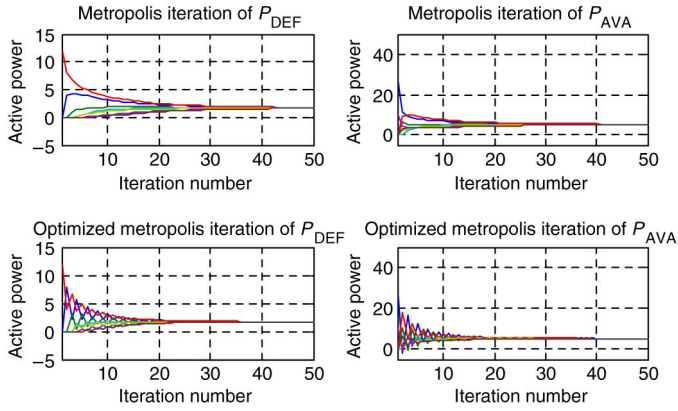 Metropolis iteration of P_DEF
Active power
15
10
5
0
−5
10 20 30 40 50
Iteration number
Metropolis iteration of P_AVA
Active power
40
20
0
10 20 30 40 50
Iteration number
Optimized metropolis iteration of P_DEF
Active power
15
10
5
0
−5
10 20 30 40 50
Iteration number
Optimized metropolis iteration of P_AVA
Active power
40
20
0
10 20 30 40 50
Iteration number